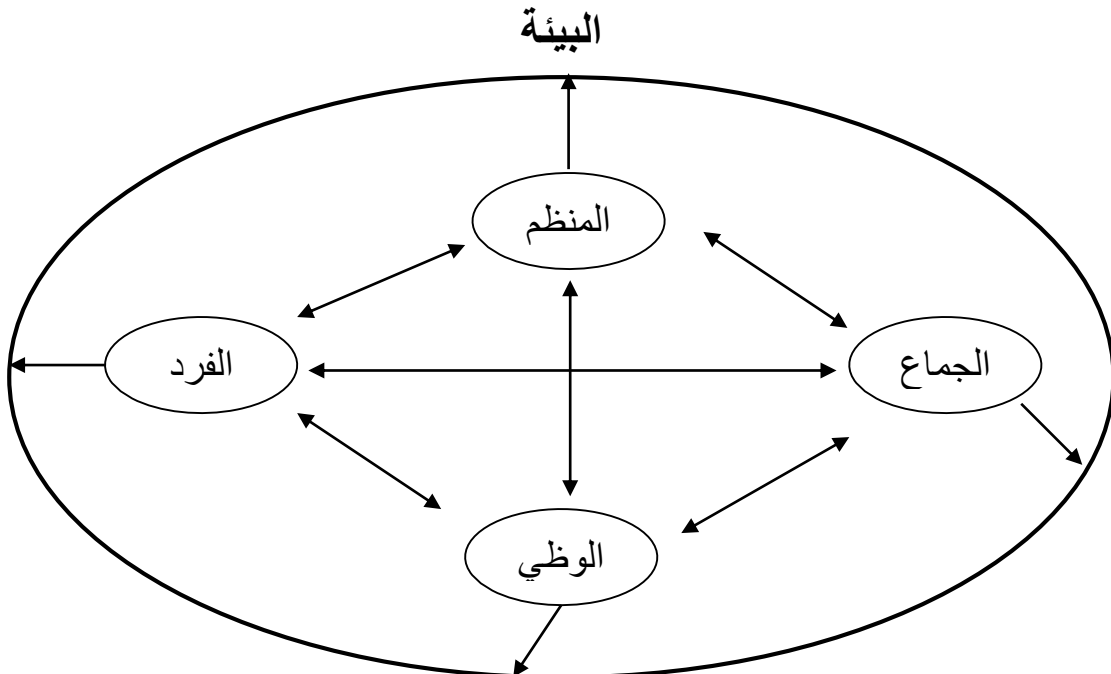 البيئة
المنظم
الجماع
الفرد
الوظي